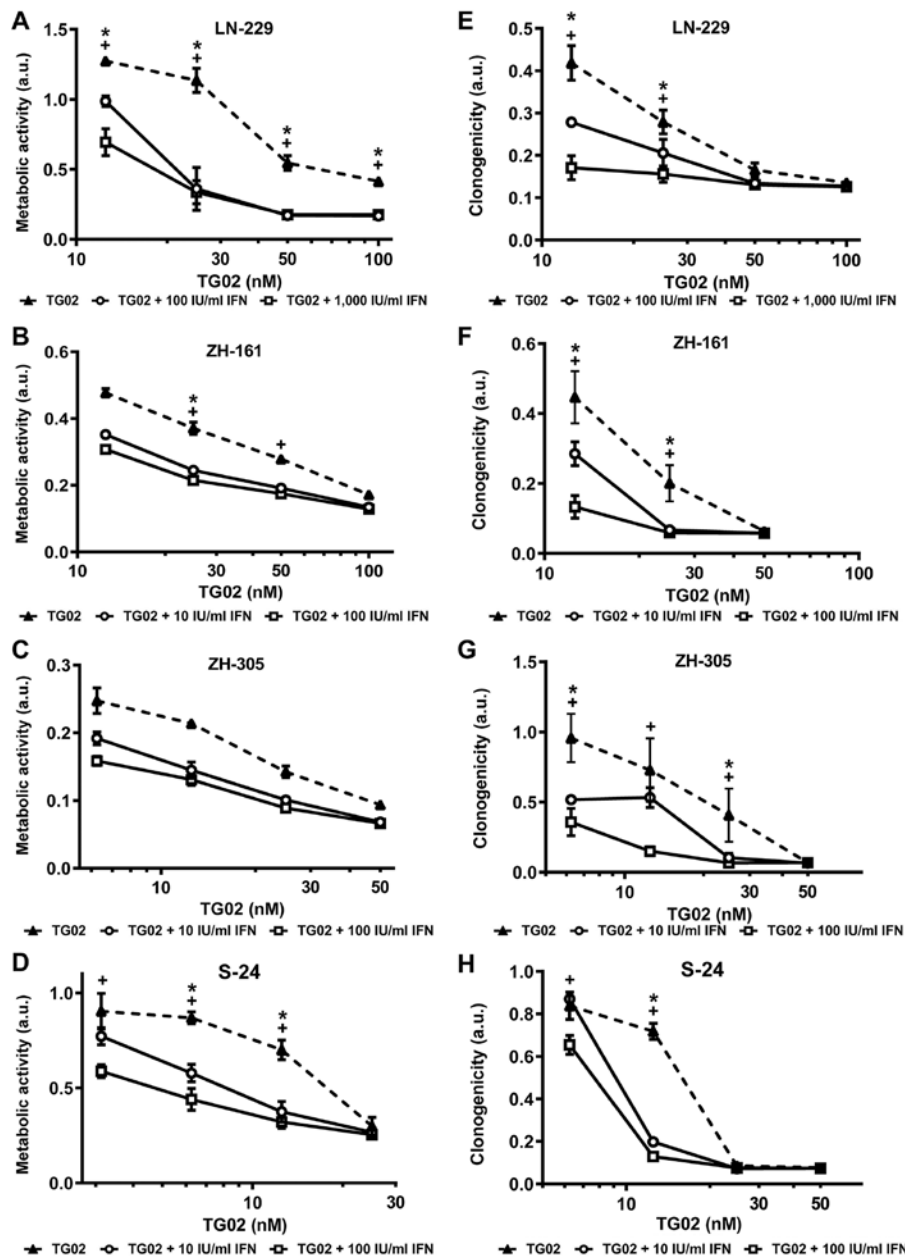 A
LN-229
* + * + * + * +
Metabolic activity (a.u.)
1.5
1.0
0.5
0.0
10 20 30 50 100
TG02 (nM)
TG02 TG02 + 100 IU/ml IFN TG02 + 1,000 IU/ml IFN
E
LN-229
* + * +
Clonogenicity (a.u.)
0.5
0.4
0.3
0.2
0.1
0.0
10 30 50 100
TG02 (nM)
TG02 TG02 + 100 IU/ml IFN TG02 + 1,000 IU/ml IFN
B
ZH-161
* + +
Metabolic activity (a.u.)
0.6
0.4
0.2
0.0
10 30 50 100
TG02 (nM)
TG02 TG02 + 10 IU/ml IFN TG02 + 100 IU/ml IFN
F
ZH-161
* + * +
Clonogenicity (a.u.)
0.6
0.4
0.2
0.0
10 30 50 100
TG02 (nM)
TG02 TG02 + 10 IU/ml IFN TG02 + 100 IU/ml IFN
C
ZH-305
Metabolic activity (a.u.)
0.3
0.2
0.1
0.0
10 30 50
TG02 (nM)
TG02 TG02 + 10 IU/ml IFN TG02 + 100 IU/ml IFN
G
ZH-305
* + + * +
Clonogenicity (a.u.)
1.5
1.0
0.5
0.0
10 30 50
TG02 (nM)
TG02 TG02 + 10 IU/ml IFN TG02 + 100 IU/ml IFN
D
S-24
+ * + * +
Metabolic activity (a.u.)
1.0
0.5
0.0
10 30
TG02 (nM)
TG02 TG02 + 10 IU/ml IFN TG02 + 100 IU/ml IFN
H
S-24
+ * +
Clonogenicity (a.u.)
1.0
0.8
0.6
0.4
0.2
0.0
10 30 50
TG02 (nM)
TG02 TG02 + 10 IU/ml IFN TG02 + 100 IU/ml IFN